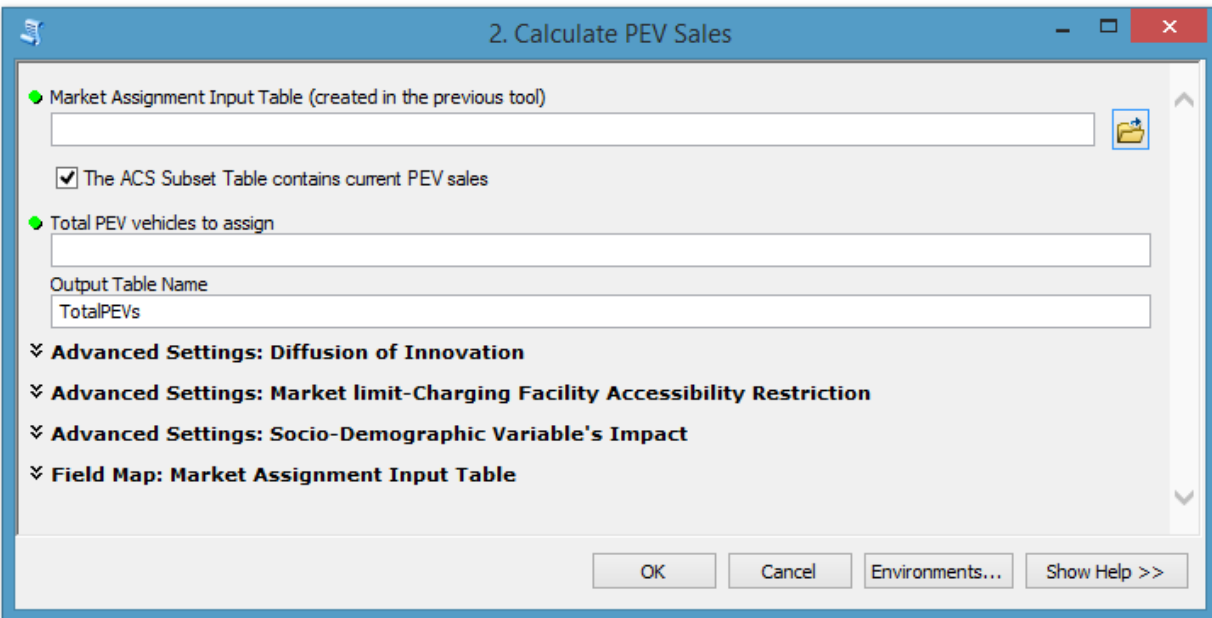 2. Calculate PEV Sales
Market Assignment Input Table (created in the previous tool)
The ACS Subset Table contains current PEV sales
Total PEV vehicles to assign
Output Table Name
TotalPEVs
Advanced Settings: Diffusion of Innovation
Advanced Settings: Market limit-Charging Facility Accessibility Restriction
Advanced Settings: Socio-Demographic Variable's Impact
Field Map: Market Assignment Input Table
OK Cancel Environments... Show Help >>